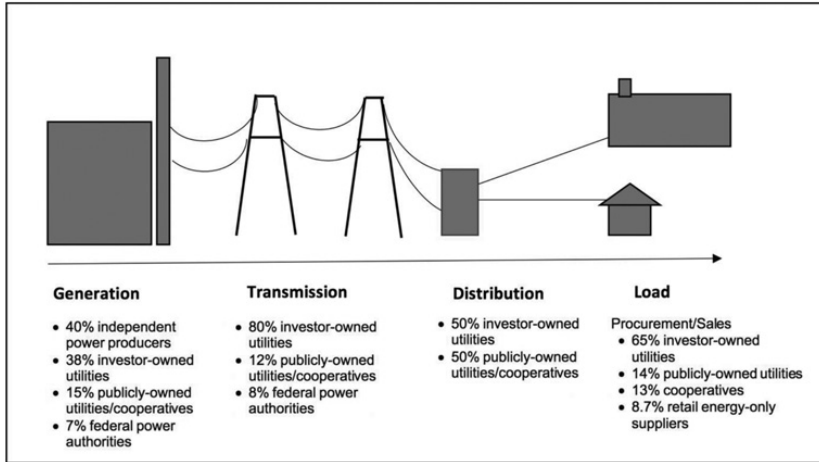 Generation
• 40% independent
power producers
• 38% investor-owned
utilities
• 15% publicly-owned
utilities/cooperatives
• 7% federal power
authorities
Transmission
• 80% investor-owned
utilities
• 12% publicly-owned
utilities/cooperatives
• 8% federal power
authorities
Distribution
• 50% investor-owned
utilities
• 50% publicly-owned
utilities/cooperatives
Load
Procurement/Sales
• 65% investor-owned
utilities
• 14% publicly-owned utilities
• 13% cooperatives
• 8.7% retail energy-only
suppliers